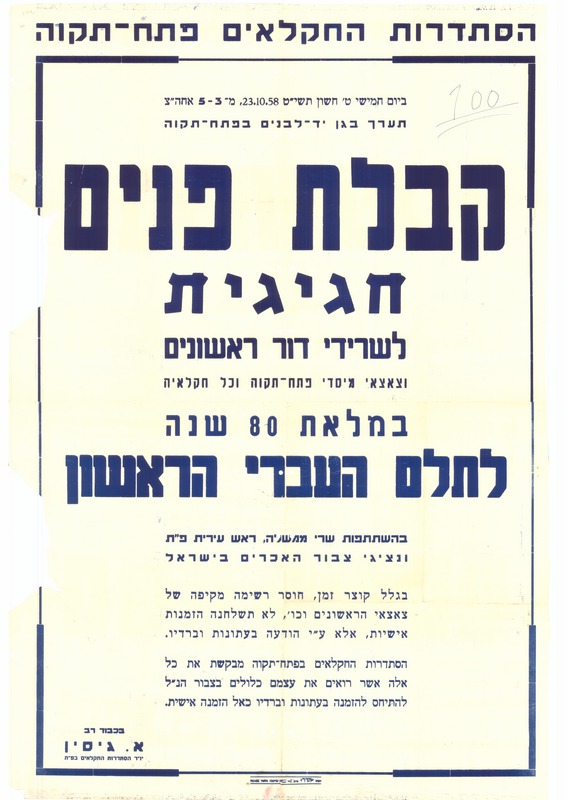 הסתדרות החקלאים פתח-תקוה
100
ביום חמישי ט׳ חשון תשי״ט 23.10.58, מ־3-5 אחה״צ
תערך בגן יד-לבנים בפתח-תקוה
קבלת פנים
חגיגית
לשרידי דור ראשונים
וצאצאי מיסדי פתח-תקוה וכל חקלאיה
במלאת 80 שנה
לתלם העברי הראשון
בהשתתפות שרי ממשלה, ראש עירית פ״ת
ונציגי צבור האכרים בישראל
בגלל קוצר זמן, חוסר רשימה מקיפה של
צאצאי הראשונים וכו׳, לא תשלחנה הזמנות
אישיות, אלא ע״י הודעה בעתונות וברדיו.
הסתדרות החקלאים בפתח-תקוה מבקשת את כל
אלה אשר רואים את עצמם כלולים בצבור הנ״ל
להתיחס להזמנה בעתונות וברדיו כאל הזמנה אישית.
בכבוד רב
א. גיסין
יו״ר הסתדרות החקלאים בפ״ת